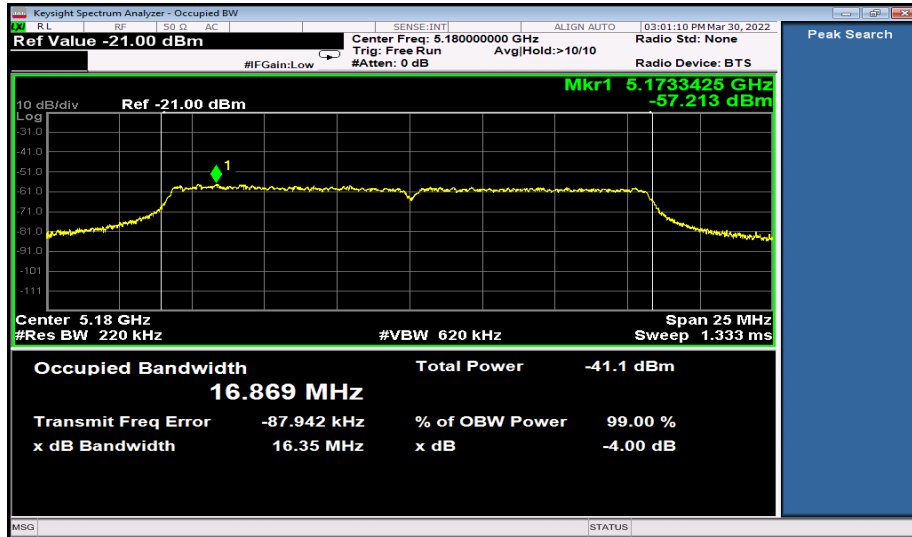 Keysight Spectrum Analyzer - Occupied BW
LXI RL RF 50 Ω AC SENSE:INT ALIGN AUTO 03:01:10 PM Mar 30, 2022
Ref Value -21.00 dBm
Center Freq: 5.180000000 GHz
Radio Std: None
Trig: Free Run Avg|Hold:>10/10
#IFGain:Low
#Atten: 0 dB
Radio Device: BTS
Peak Search
Mkr1 5.1733425 GHz
-57.213 dBm
10 dB/div Ref -21.00 dBm
Log
-31.0
-41.0
-51.0
-61.0
-71.0
-81.0
-91.0
-101
-111
1
Center 5.18 GHz Span 25 MHz
#Res BW 220 kHz #VBW 620 kHz Sweep 1.333 ms
Occupied Bandwidth
16.869 MHz
Total Power -41.1 dBm
Transmit Freq Error -87.942 kHz % of OBW Power 99.00 %
x dB Bandwidth 16.35 MHz x dB -4.00 dB
MSG STATUS